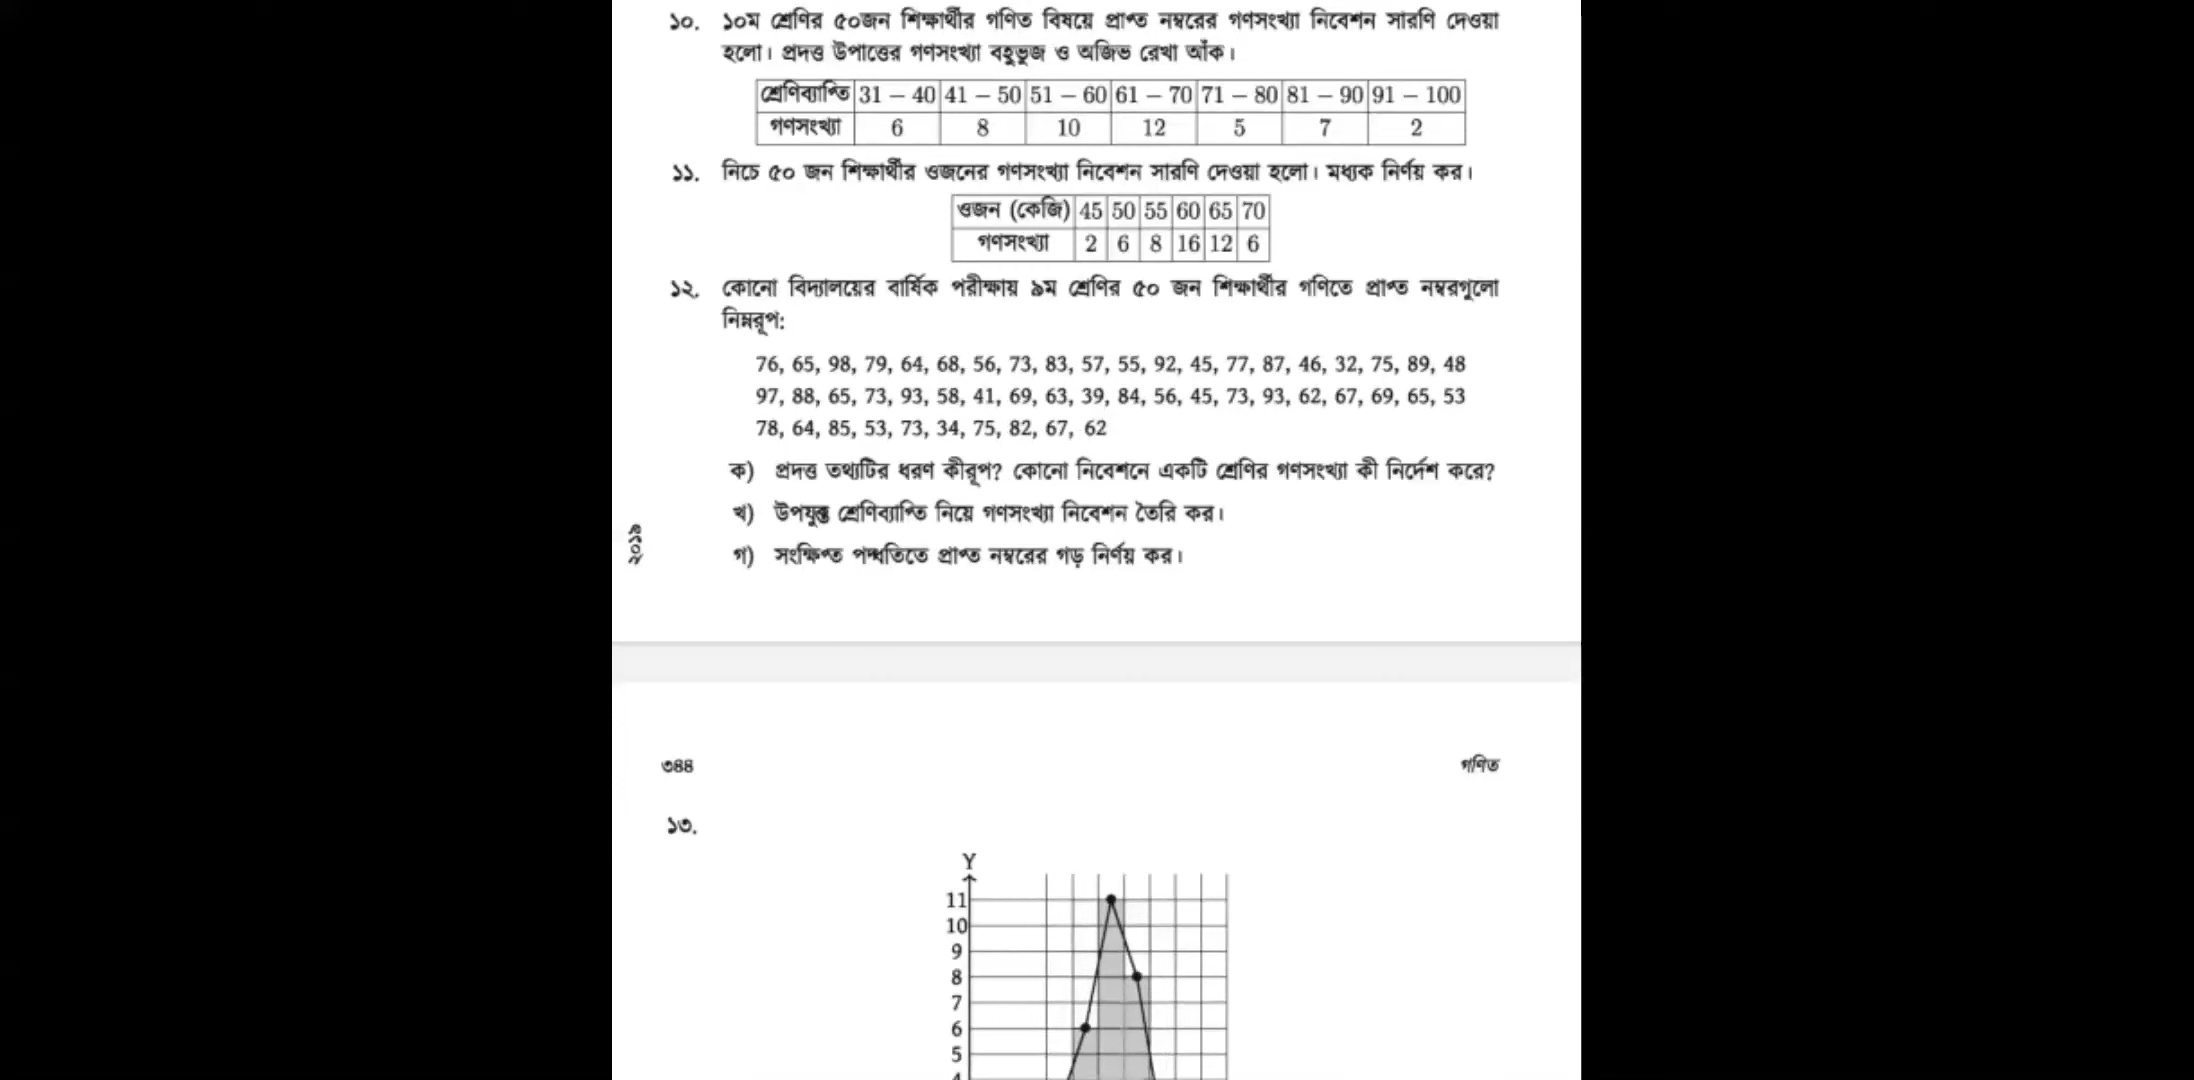 ১০. ১০ম শ্রেণির ৫০জন শিক্ষার্থীর গণিত বিষয়ে প্রাপ্ত নম্বরের গণসংখ্যা নিবেশন সারণি দেওয়া
হলো। প্রদত্ত উপাত্তের গণসংখ্যা বহুভুজ ও অজিভ রেখা আঁক।
শ্রেণিব্যাপ্তি 31 – 40 41 – 50 51 – 60 61 – 70 71 – 80 81 – 90 91 – 100
গণসংখ্যা 6 8 10 12 5 7 2
১১. নিচে ৫০ জন শিক্ষার্থীর ওজনের গণসংখ্যা নিবেশন সারণি দেওয়া হলো। মধ্যক নির্ণয় কর।
ওজন (কেজি) 45 50 55 60 65 70
গণসংখ্যা 2 6 8 16 12 6
১২. কোনো বিদ্যালয়ের বার্ষিক পরীক্ষায় ৯ম শ্রেণির ৫০ জন শিক্ষার্থীর গণিতে প্রাপ্ত নম্বরগুলো
নিম্নরূপ:
76, 65, 98, 79, 64, 68, 56, 73, 83, 57, 55, 92, 45, 77, 87, 46, 32, 75, 89, 48
97, 88, 65, 73, 93, 58, 41, 69, 63, 39, 84, 56, 45, 73, 93, 62, 67, 69, 65, 53
78, 64, 85, 53, 73, 34, 75, 82, 67, 62
ক) প্রদত্ত তথ্যটির ধরণ কীরূপ? কোনো নিবেশনে একটি শ্রেণির গণসংখ্যা কী নির্দেশ করে?
খ) উপযুক্ত শ্রেণিব্যাপ্তি নিয়ে গণসংখ্যা নিবেশন তৈরি কর।
গ) সংক্ষিপ্ত পদ্ধতিতে প্রাপ্ত নম্বরের গড় নির্ণয় কর।
২০১৯
৩৪৪ গণিত
১৩.
Y
11
10
9
8
7
6
5
4